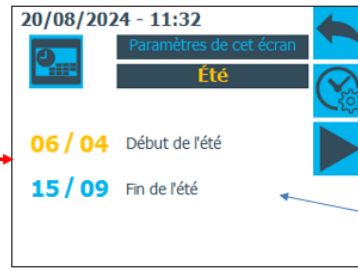 20/08/2024 - 11:32
Paramètres de cet écran
Été
06 / 04 Début de l'été
15 / 09 Fin de l'été